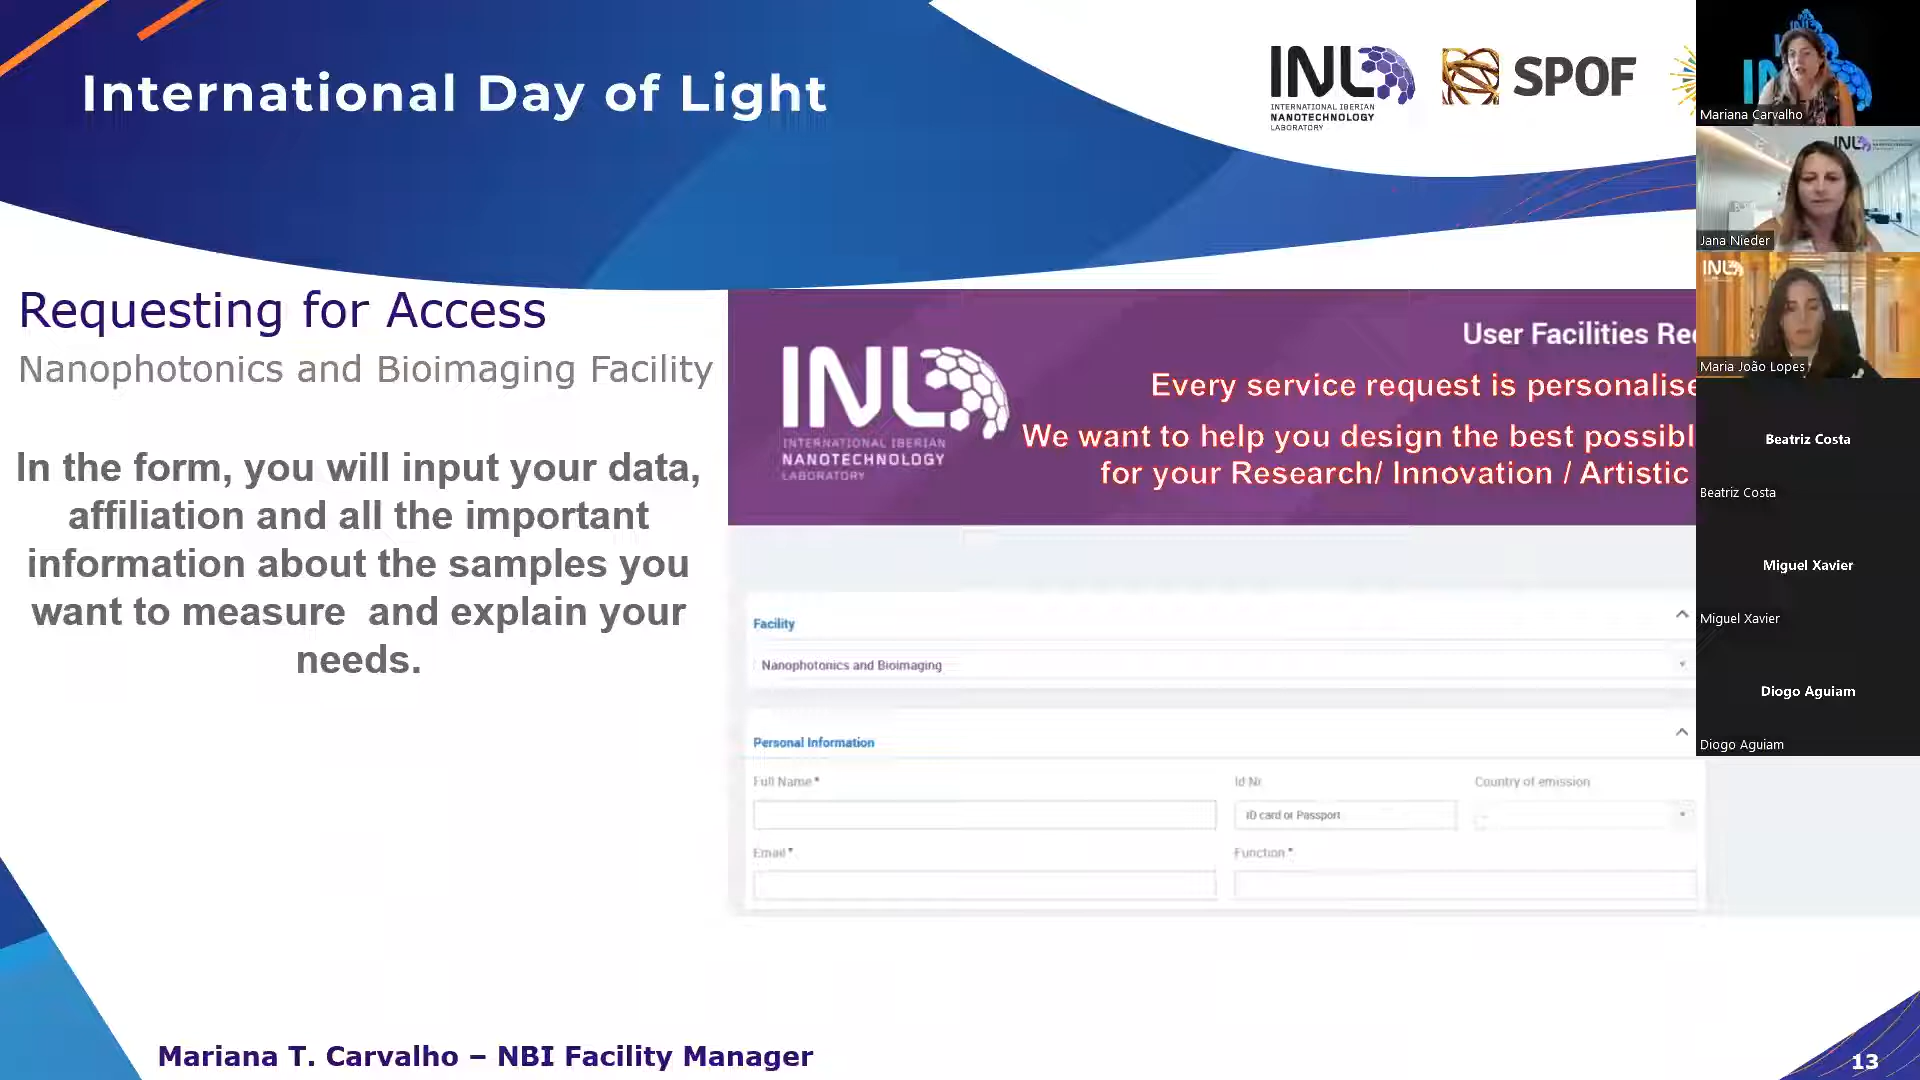 International Day of Light
INL
INTERNATIONAL IBERIAN
NANOTECHNOLOGY
LABORATORY
SPOF
Requesting for Access
Nanophotonics and Bioimaging Facility
In the form, you will input your data,
affiliation and all the important
information about the samples you
want to measure  and explain your
needs.
INL
INTERNATIONAL IBERIAN
NANOTECHNOLOGY
LABORATORY
User Facilities
Every service request is personalise
We want to help you design the best possibl
for your Research/ Innovation / Artistic
Facility
Nanophotonics and Bioimaging
Personal Information
Full Name *
Id Nr
Country of emission
ID card or Passport
Email *
Function *
Mariana T. Carvalho – NBI Facility Manager
13
INL
Mariana Carvalho
INL
Jana Nieder
INL
Maria João Lopes
Beatriz Costa
Beatriz Costa
Miguel Xavier
Miguel Xavier
Diogo Aguiam
Diogo Aguiam